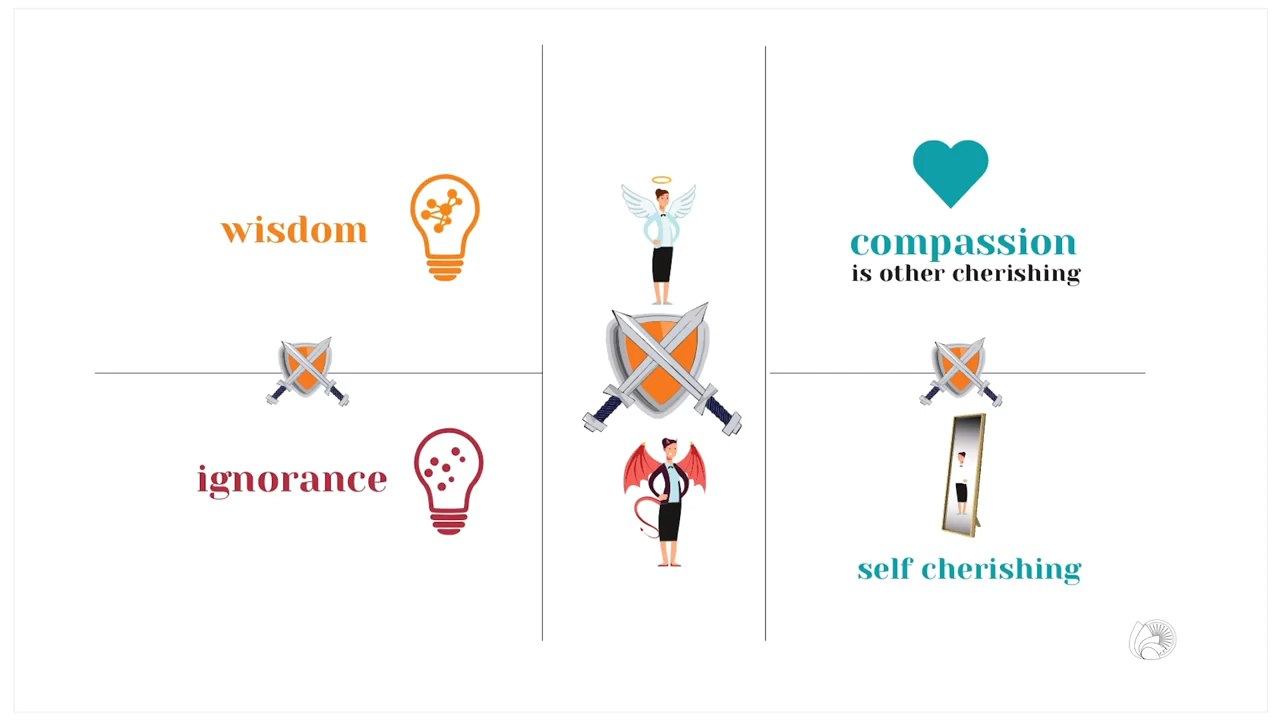 wisdom
compassion
is other cherishing
ignorance
self cherishing